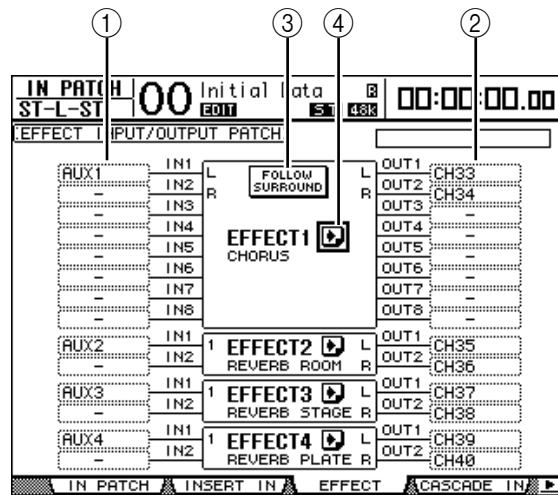 1 3 4 2
IN PATCH 00 Initial Data
ST-L-ST EDIT 48K 00:00:00.00
EFFECT INPUT/OUTPUT PATCH
AUX1 IN1 L FOLLOW SURROUND L OUT1 CH33
- IN2 R R OUT2 CH34
- IN3 OUT3 -
- IN4 EFFECT1 OUT4 -
- IN5 CHORUS OUT5 -
- IN6 OUT6 -
- IN7 OUT7 -
- IN8 OUT8 -
AUX2 IN1 1 EFFECT2 L OUT1 CH35
- IN2 REVERB ROOM R OUT2 CH36
AUX3 IN1 1 EFFECT3 L OUT1 CH37
- IN2 REVERB STAGE R OUT2 CH38
AUX4 IN1 1 EFFECT4 L OUT1 CH39
- IN2 REVERB PLATE R OUT2 CH40
IN PATCH INSERT IN EFFECT CASCADE IN